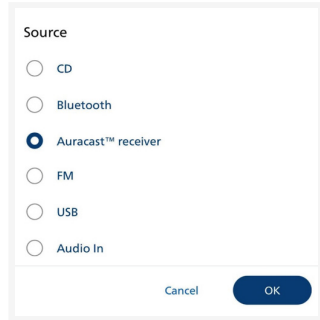 Source
CD
Bluetooth
Auracast™ receiver
FM
USB
Audio In
Cancel OK